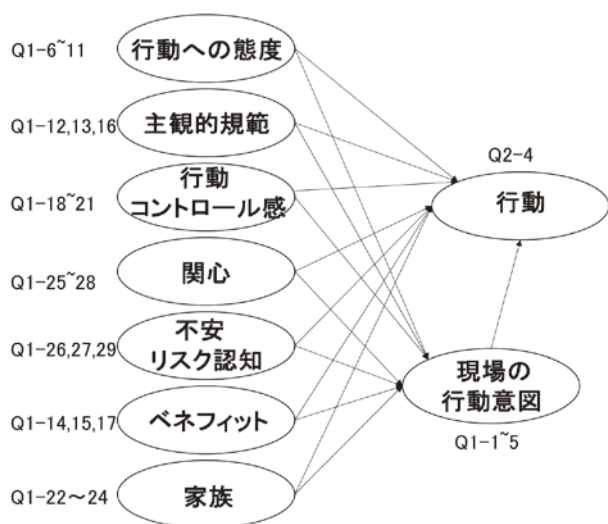 Q1-6~11
行動への態度
Q1-12,13,16
主観的規範
Q1-18~21
行動
コントロール感
Q1-25~28
関心
Q1-26,27,29
不安
リスク認知
Q1-14,15,17
ベネフィット
Q1-22～24
家族
Q2-4
行動
現場の
行動意図
Q1-1~5